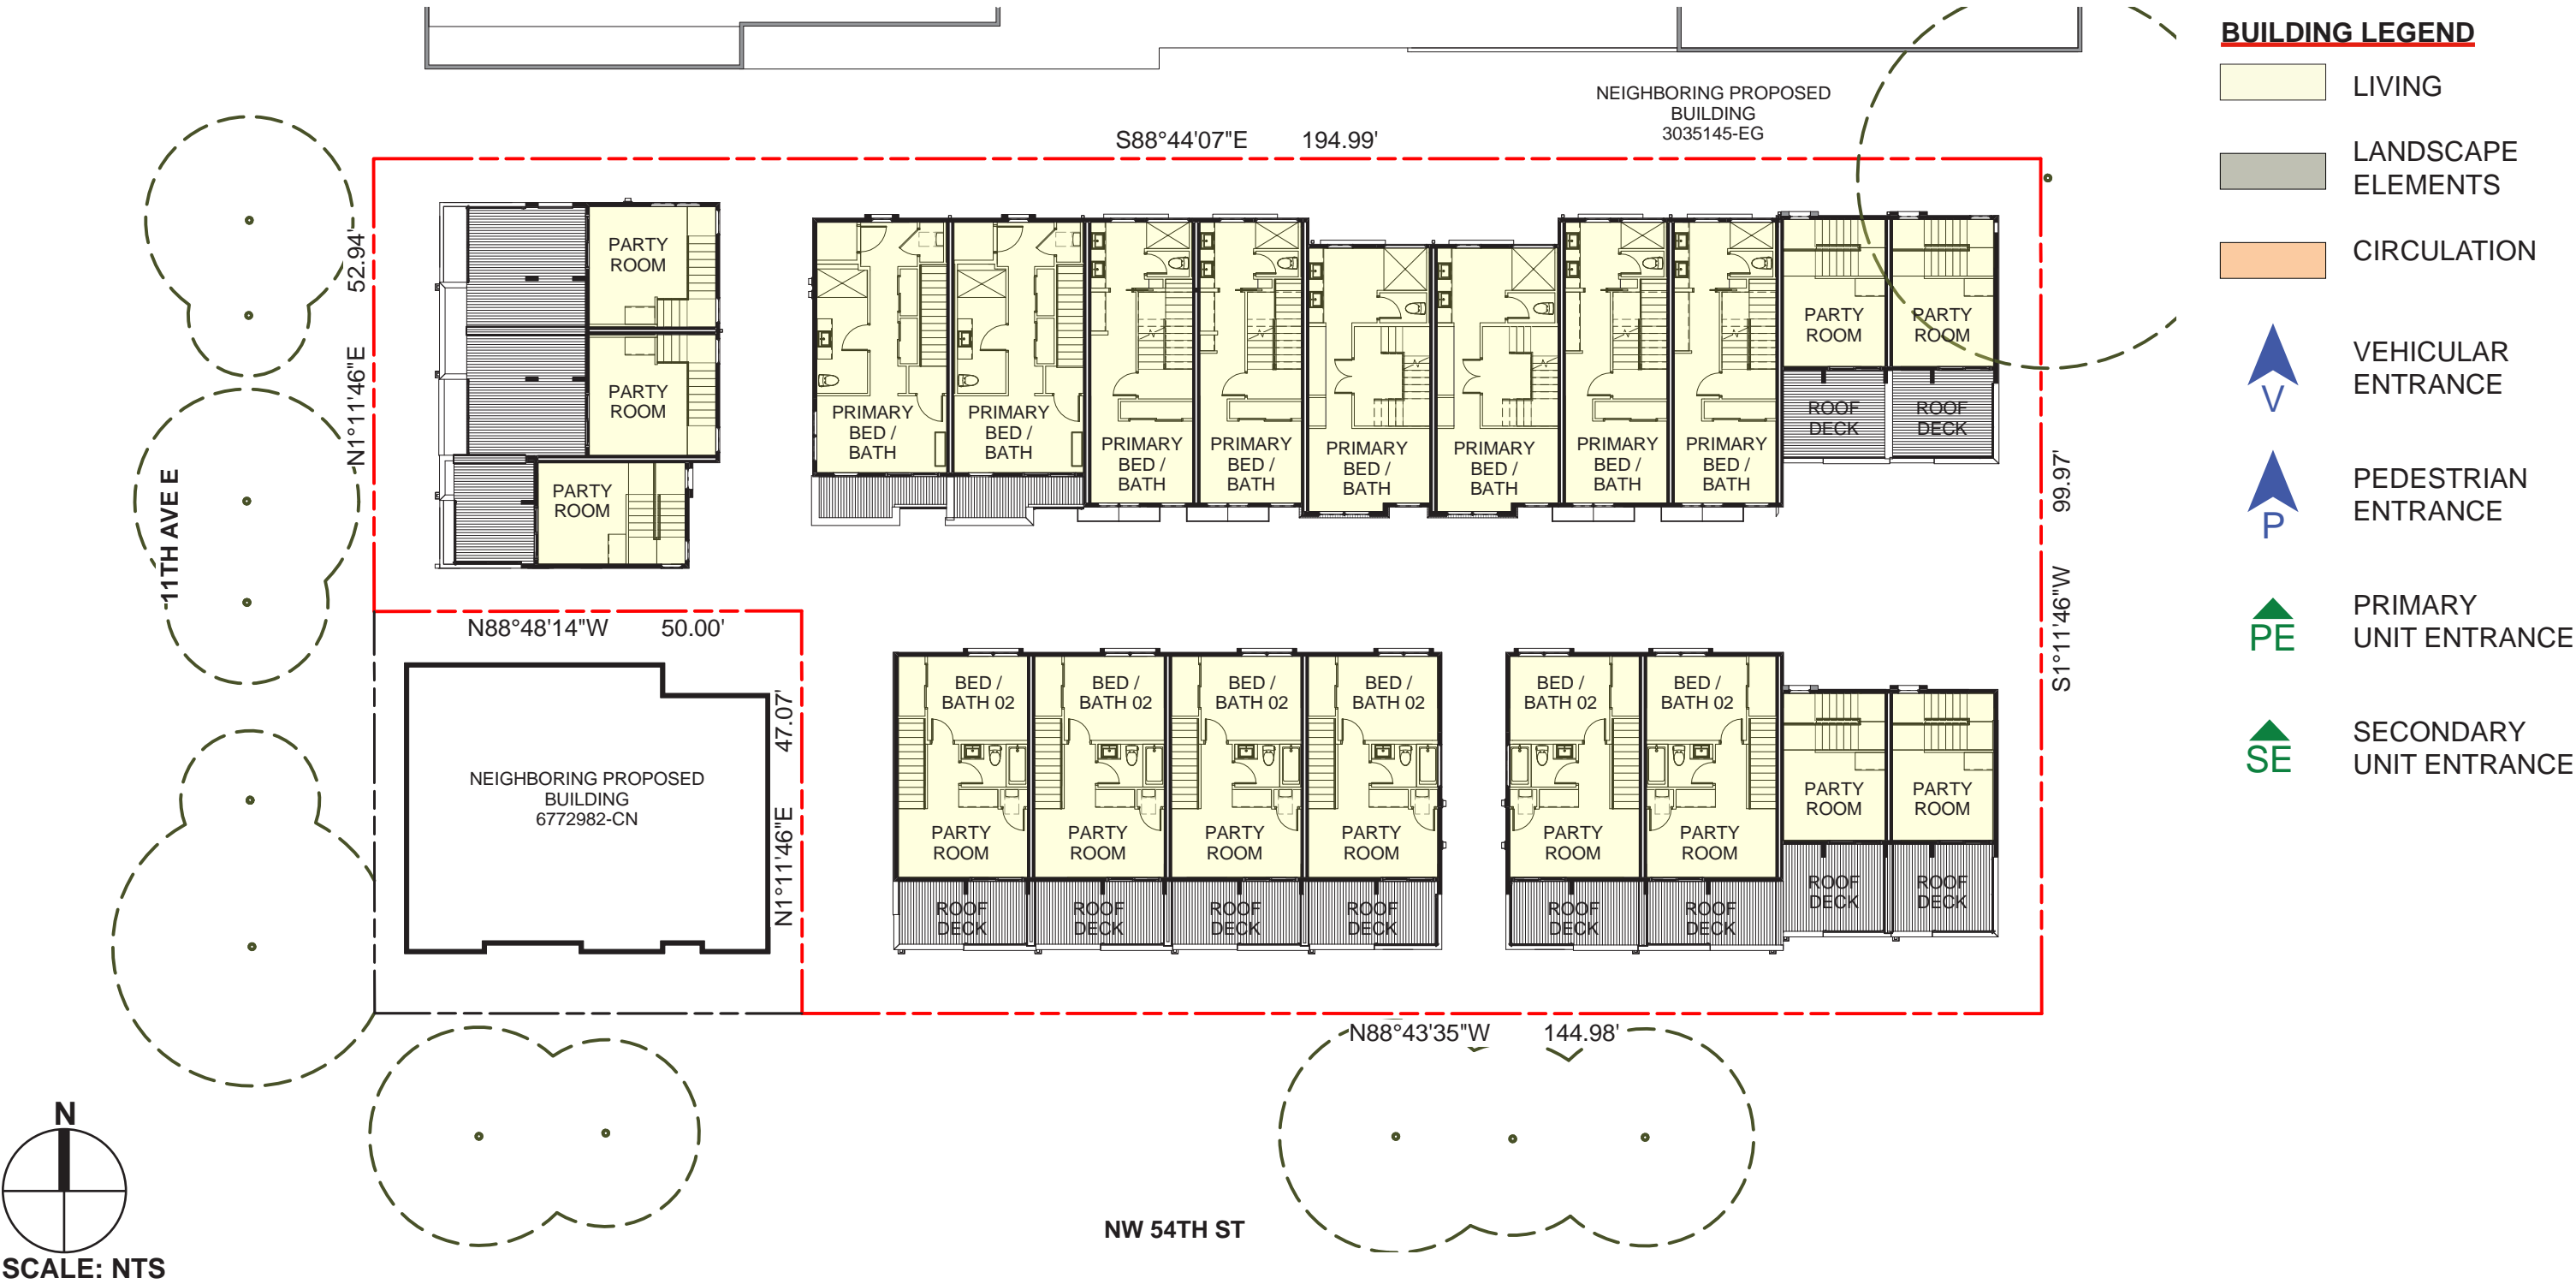 BUILDING LEGEND
LIVING
LANDSCAPE
ELEMENTS
CIRCULATION
V
VEHICULAR
ENTRANCE
P
PEDESTRIAN
ENTRANCE
PE
PRIMARY
UNIT ENTRANCE
SE
SECONDARY
UNIT ENTRANCE
NEIGHBORING PROPOSED
BUILDING
3035145-EG
S88°44'07"E 194.99'
N1°11'46"E 52.94'
11TH AVE E
PARTY
ROOM
PARTY
ROOM
PARTY
ROOM
PRIMARY
BED /
BATH
PRIMARY
BED /
BATH
PRIMARY
BED /
BATH
PRIMARY
BED /
BATH
PRIMARY
BED /
BATH
PRIMARY
BED /
BATH
PRIMARY
BED /
BATH
PRIMARY
BED /
BATH
PARTY
ROOM
PARTY
ROOM
ROOF
DECK
ROOF
DECK
S1°11'46"W 99.97'
N88°48'14"W 50.00'
N1°11'46"E 47.07'
NEIGHBORING PROPOSED
BUILDING
6772982-CN
BED /
BATH 02
BED /
BATH 02
BED /
BATH 02
BED /
BATH 02
BED /
BATH 02
BED /
BATH 02
PARTY
ROOM
PARTY
ROOM
PARTY
ROOM
PARTY
ROOM
PARTY
ROOM
PARTY
ROOM
PARTY
ROOM
PARTY
ROOM
ROOF
DECK
ROOF
DECK
ROOF
DECK
ROOF
DECK
ROOF
DECK
ROOF
DECK
ROOF
DECK
ROOF
DECK
N88°43'35"W 144.98'
NW 54TH ST
N
SCALE: NTS